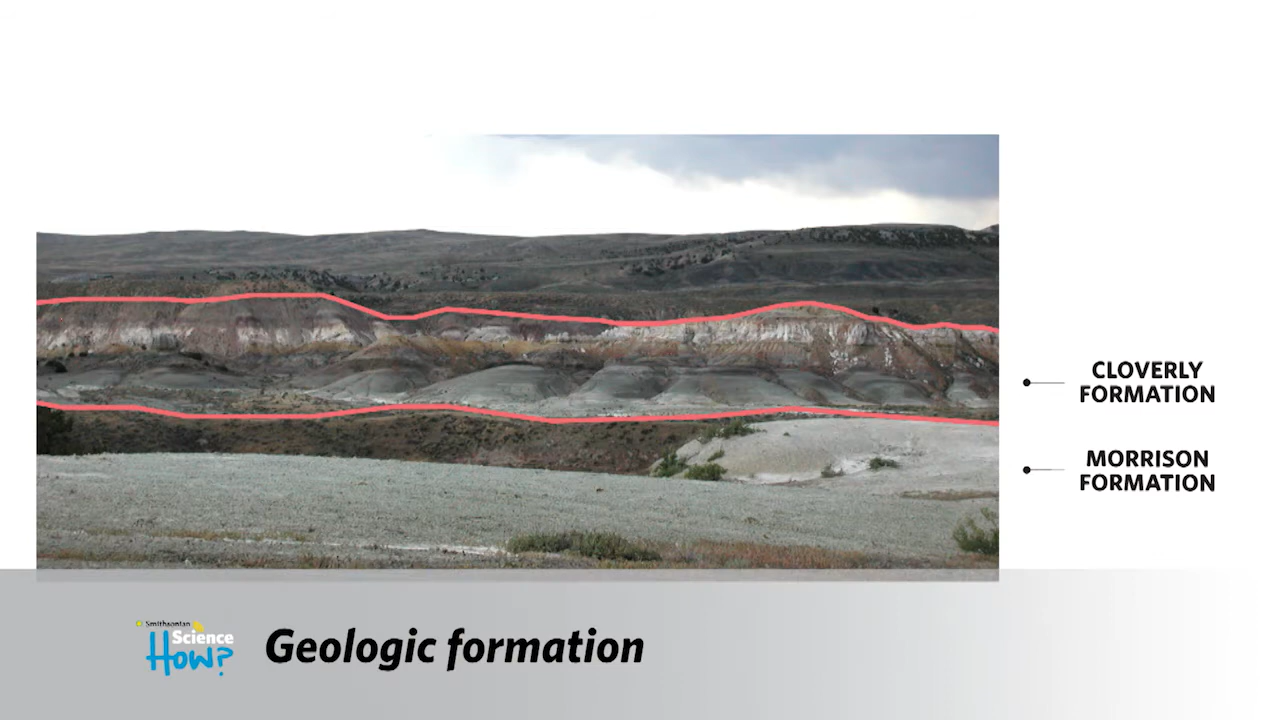 CLOVERLY
FORMATION
MORRISON
FORMATION
Smithsonian
Science
HOW?
Geologic formation